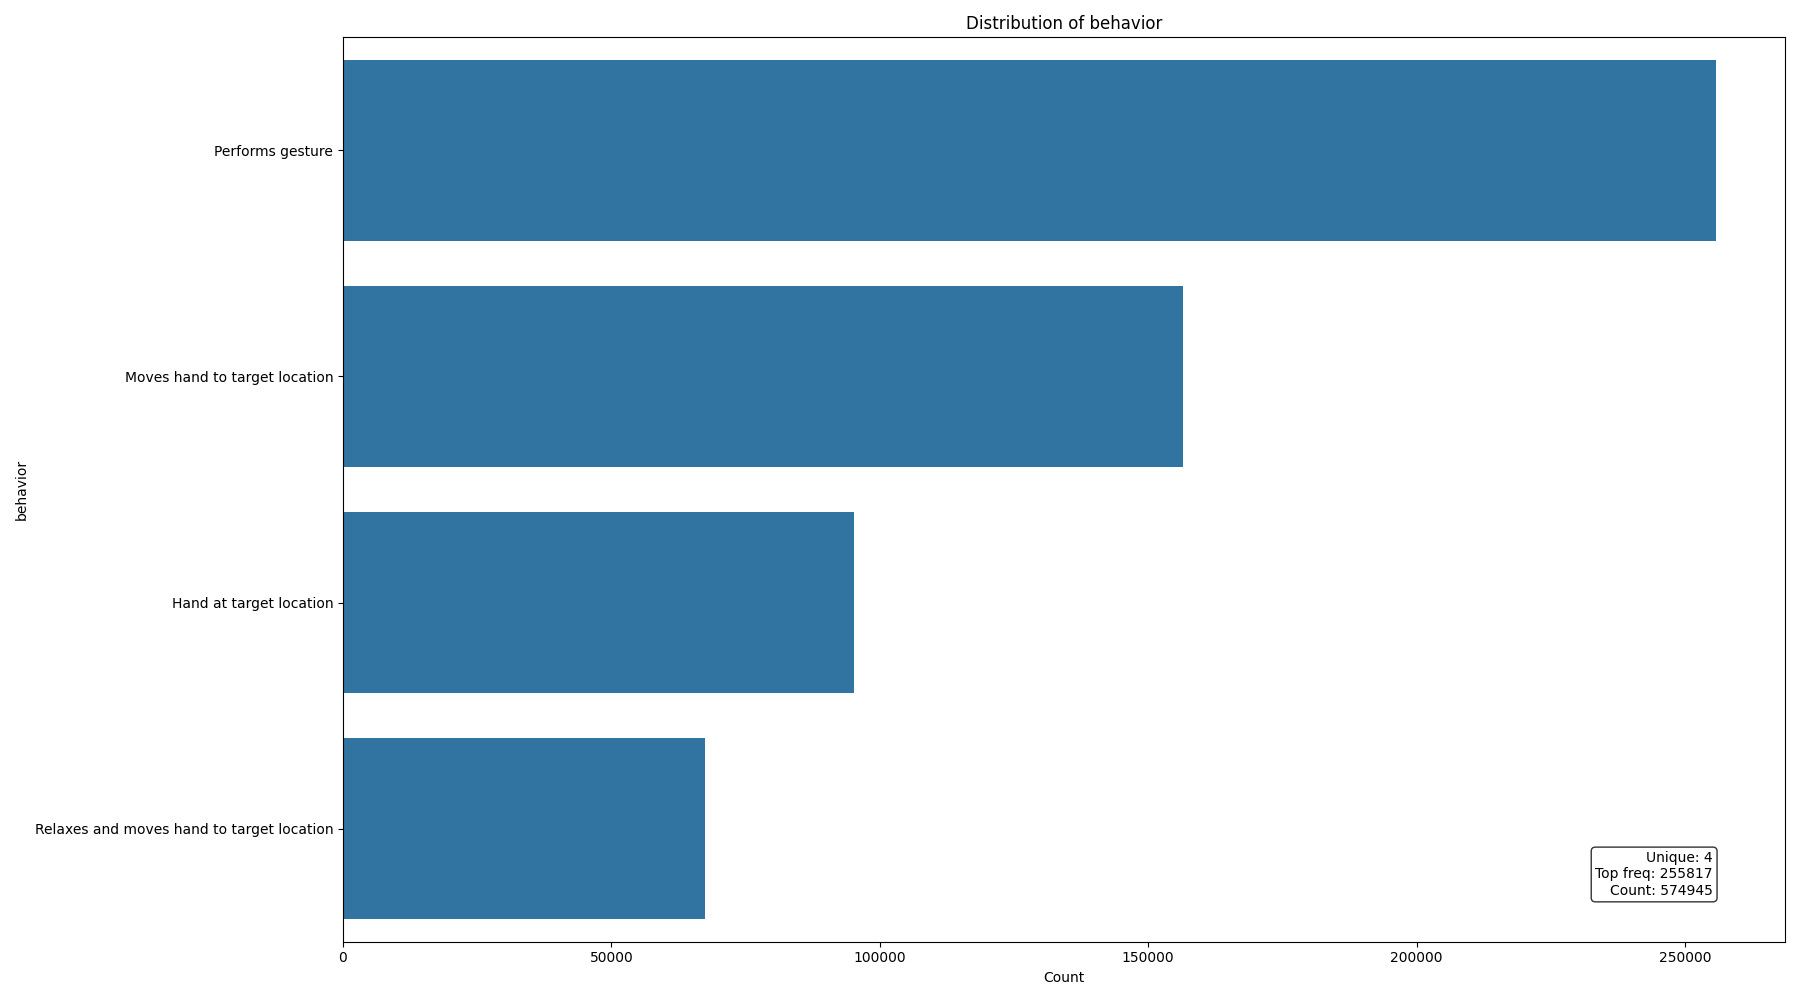 Distribution of behavior
Performs gesture
Moves hand to target location
Hand at target location
Relaxes and moves hand to target location
behavior
Unique: 4
Top freq: 255817
Count: 574945
0 50000 100000 150000 200000 250000
Count